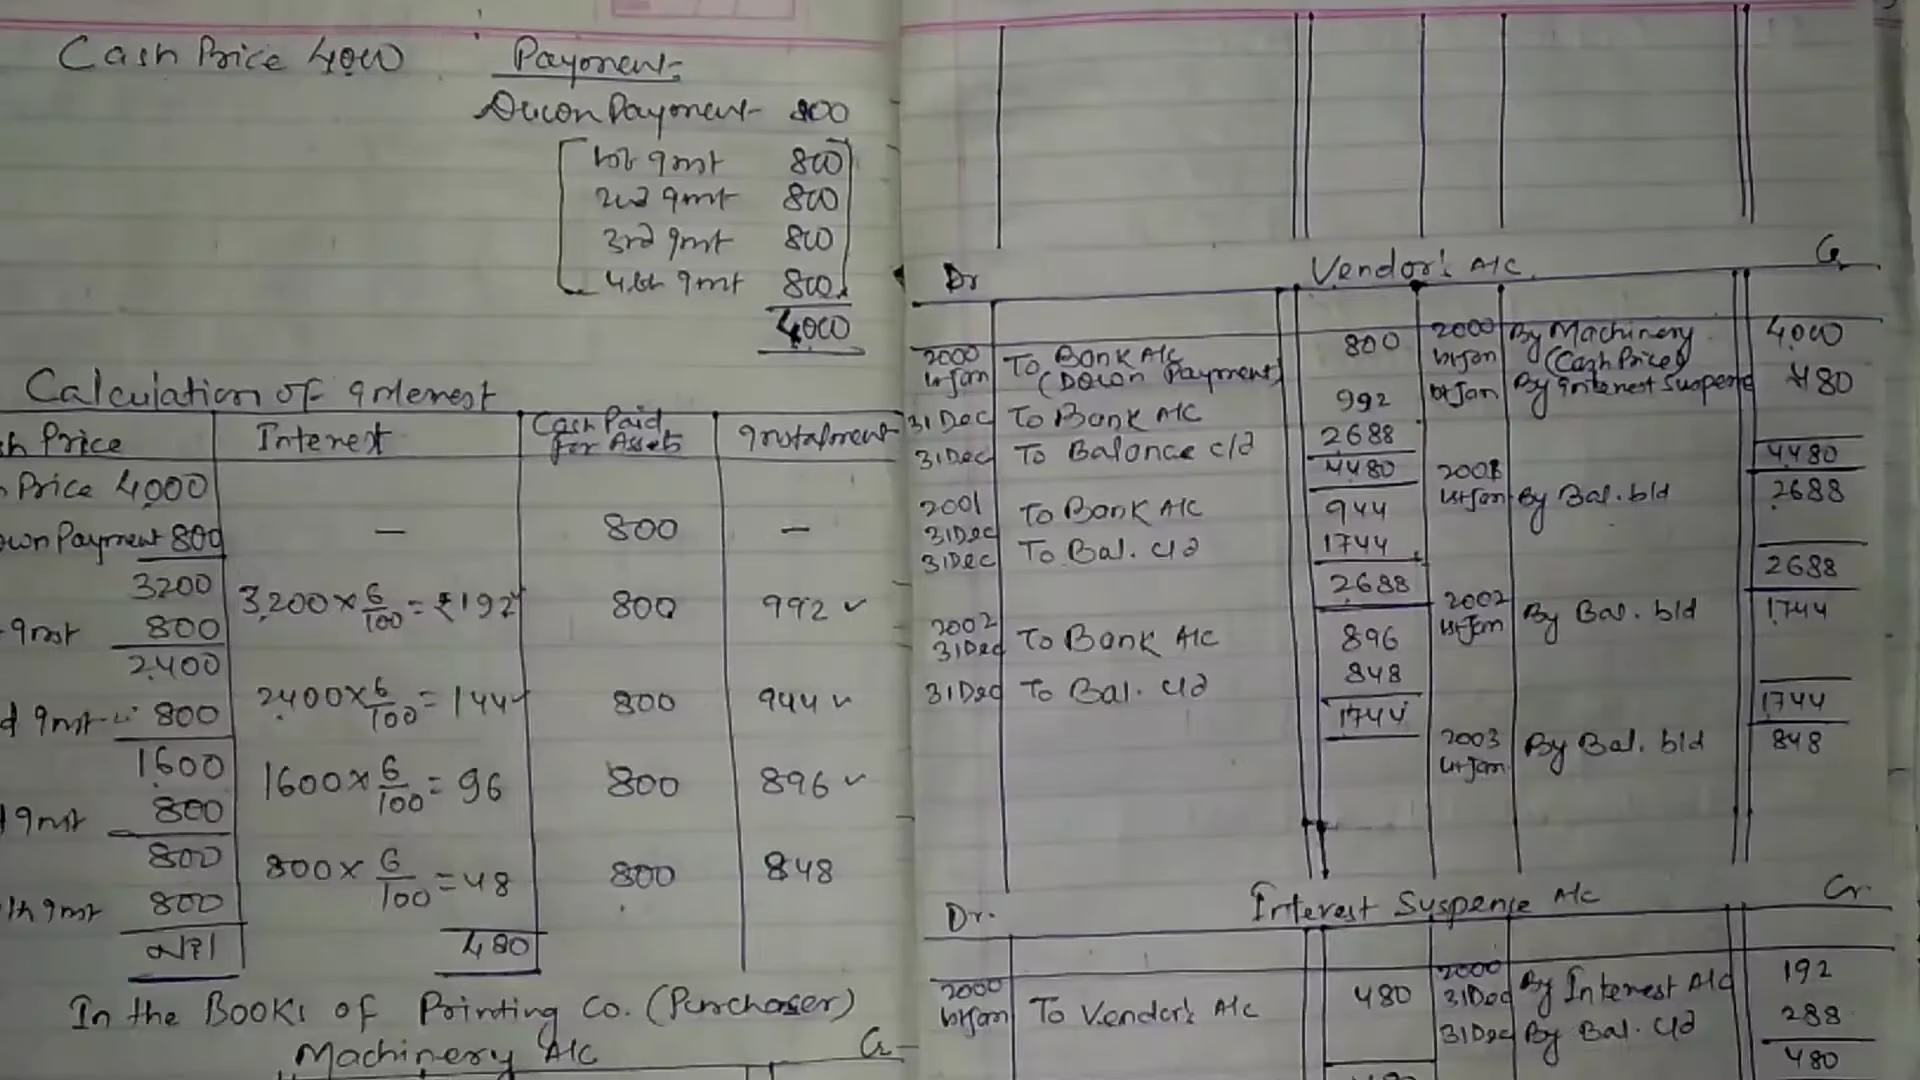 Cash Price 4000
Payment:-
Down Payment- 800
1st Inst 800
2nd Inst 800
3rd Inst 800
4th Inst 800
4000
Calculation of Interest
sh Price Interest Cash Paid for Assets Instalment
Price 4000
own Payment 800 — 800 —
3200 3,200 × 6/100 = ₹192 800 992 ✓
Inst 800
2400 2400 × 6/100 = 144 800 944 ✓
d Inst 800
1600 1600 × 6/100 = 96 800 896 ✓
d Inst 800
800 800 × 6/100 = 48 800 848
th Inst 800
Nil 480
In the Books of Printing Co. (Purchaser)
Machinery A/c Cr
Dr Vendor's A/c. Cr
2000 1st Jan To Bank A/c (Down Payment) 800 2000 1st Jan By Machinery (Cash Price) 4000
31 Dec To Bank A/c 992 1st Jan By Interest Suspense 480
31 Dec To Balance c/d 2688
4480 4480
2001 31 Dec To Bank A/c 944 2001 1st Jan By Bal. b/d 2688
31 Dec To Bal. c/d 1744
2688 2688
2002 31 Dec To Bank A/c 896 2002 1st Jan By Bal. b/d 1744
31 Dec To Bal. c/d 848
1744 1744
2003 1st Jan By Bal. b/d 848
Dr. Interest Suspense A/c Cr.
2000 1st Jan To Vendor's A/c 480 2000 31 Dec By Interest A/c 192
31 Dec By Bal. c/d 288
480